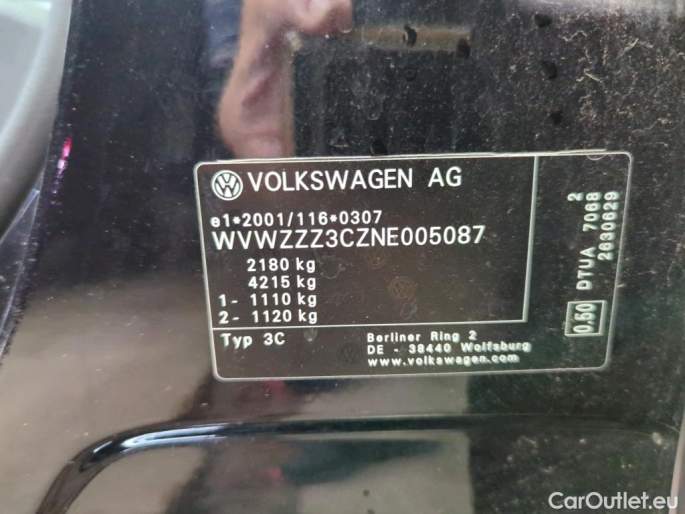 VOLKSWAGEN AG
e1*2001/116*0307
WVWZZZ3CZNE005087
2180 kg
4215 kg
1- 1110 kg
2- 1120 kg
Typ 3C
Berliner Ring 2
DE - 38440 Wolfsburg
www.volkswagen.com
0.50 DTUA 7068 2
2630629
CarOutlet.eu